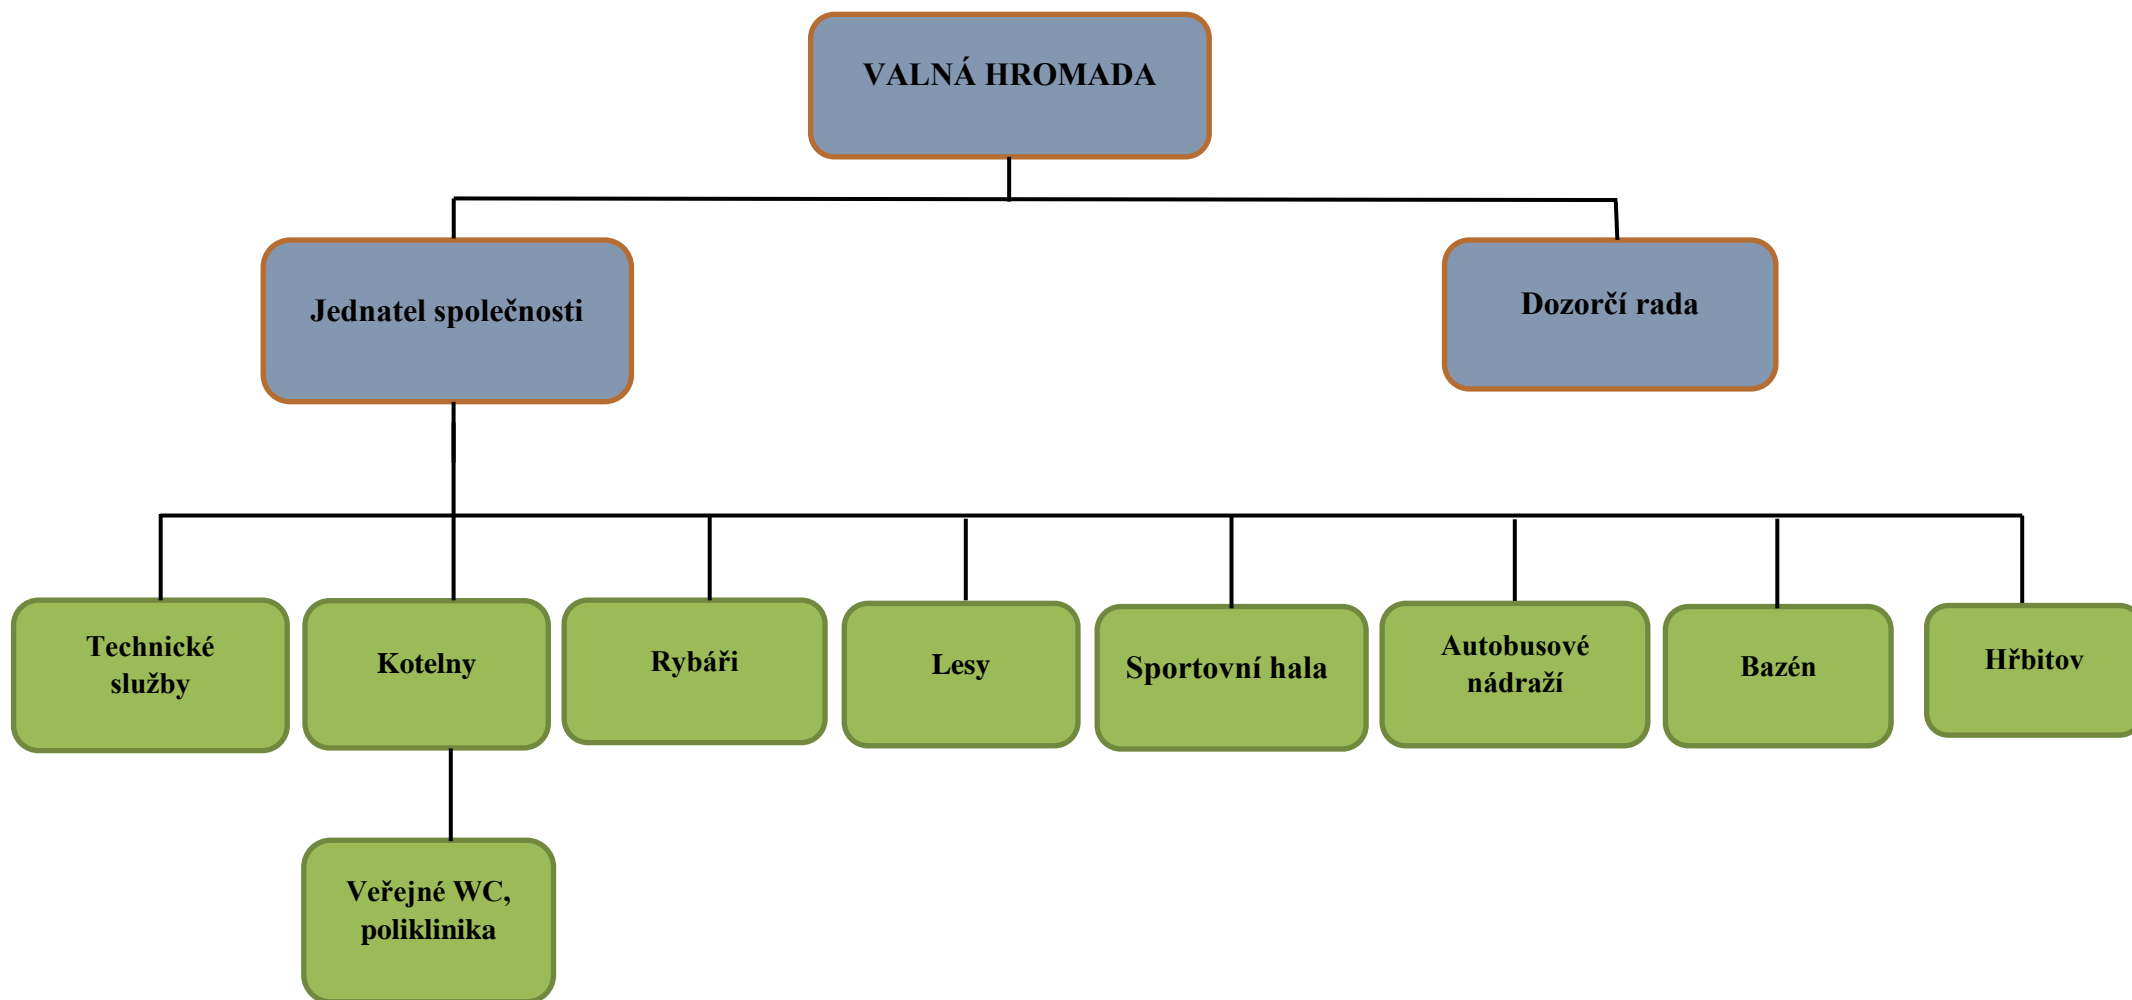 VALNÁ HROMADA
Jednatel společnosti
Dozorčí rada
Technické
služby
Kotelny
Rybáři
Lesy
Sportovní hala
Autobusové
nádraží
Bazén
Hřbitov
Veřejné WC,
poliklinika